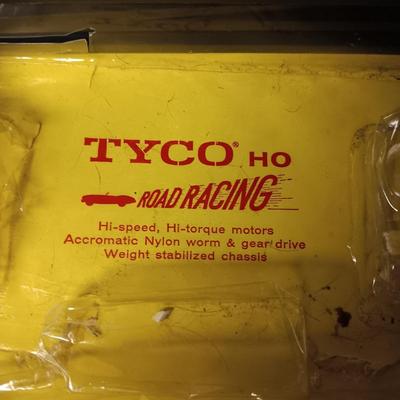 TYCO® HO
ROAD RACING
Hi-speed, Hi-torque motors
Accromatic Nylon worm & gear drive
Weight stabilized chassis